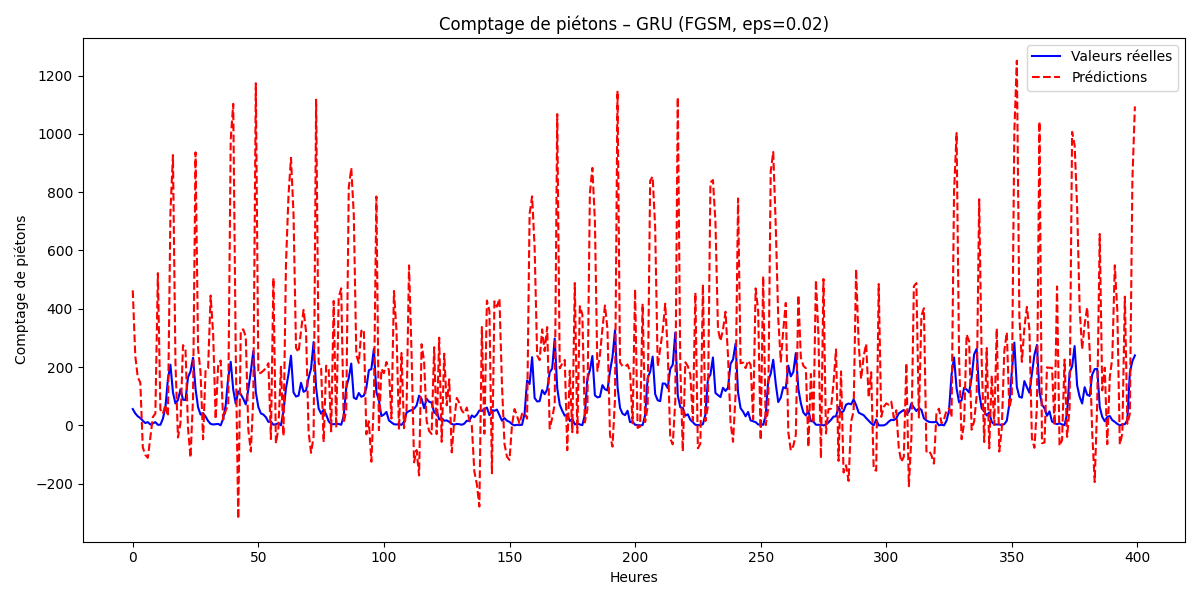 Comptage de piétons – GRU (FGSM, eps=0.02)
Valeurs réelles
Prédictions
Comptage de piétons
1200
1000
800
600
400
200
0
−200
0 50 100 150 200 250 300 350 400
Heures